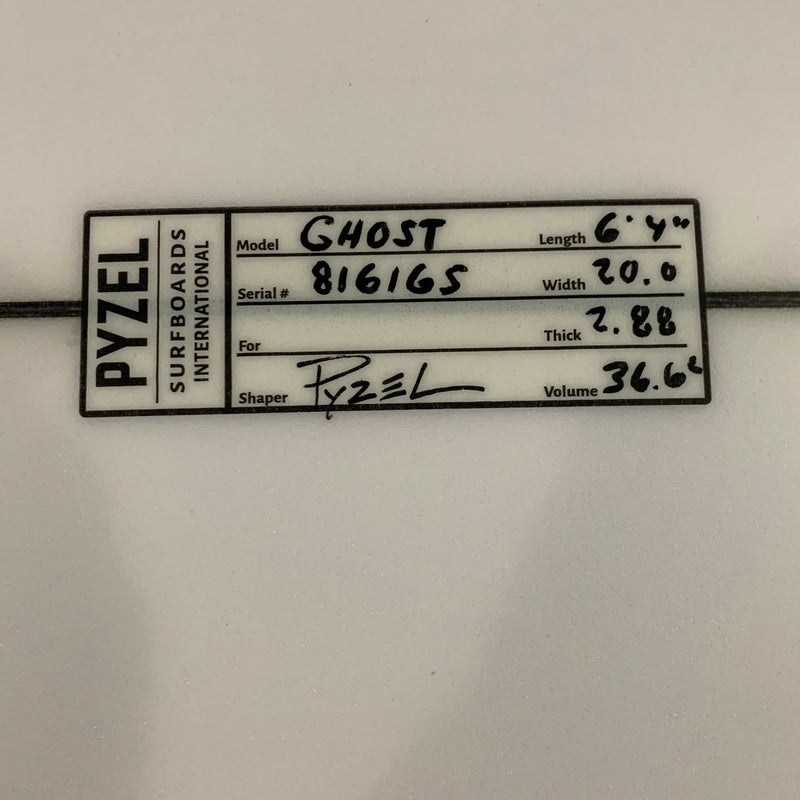 PYZEL
SURFBOARDS
INTERNATIONAL
Model GHOST Length 6'4"
Serial # 816165 Width 20.0
For Thick 2.88
Shaper PYZEL Volume 36.6L